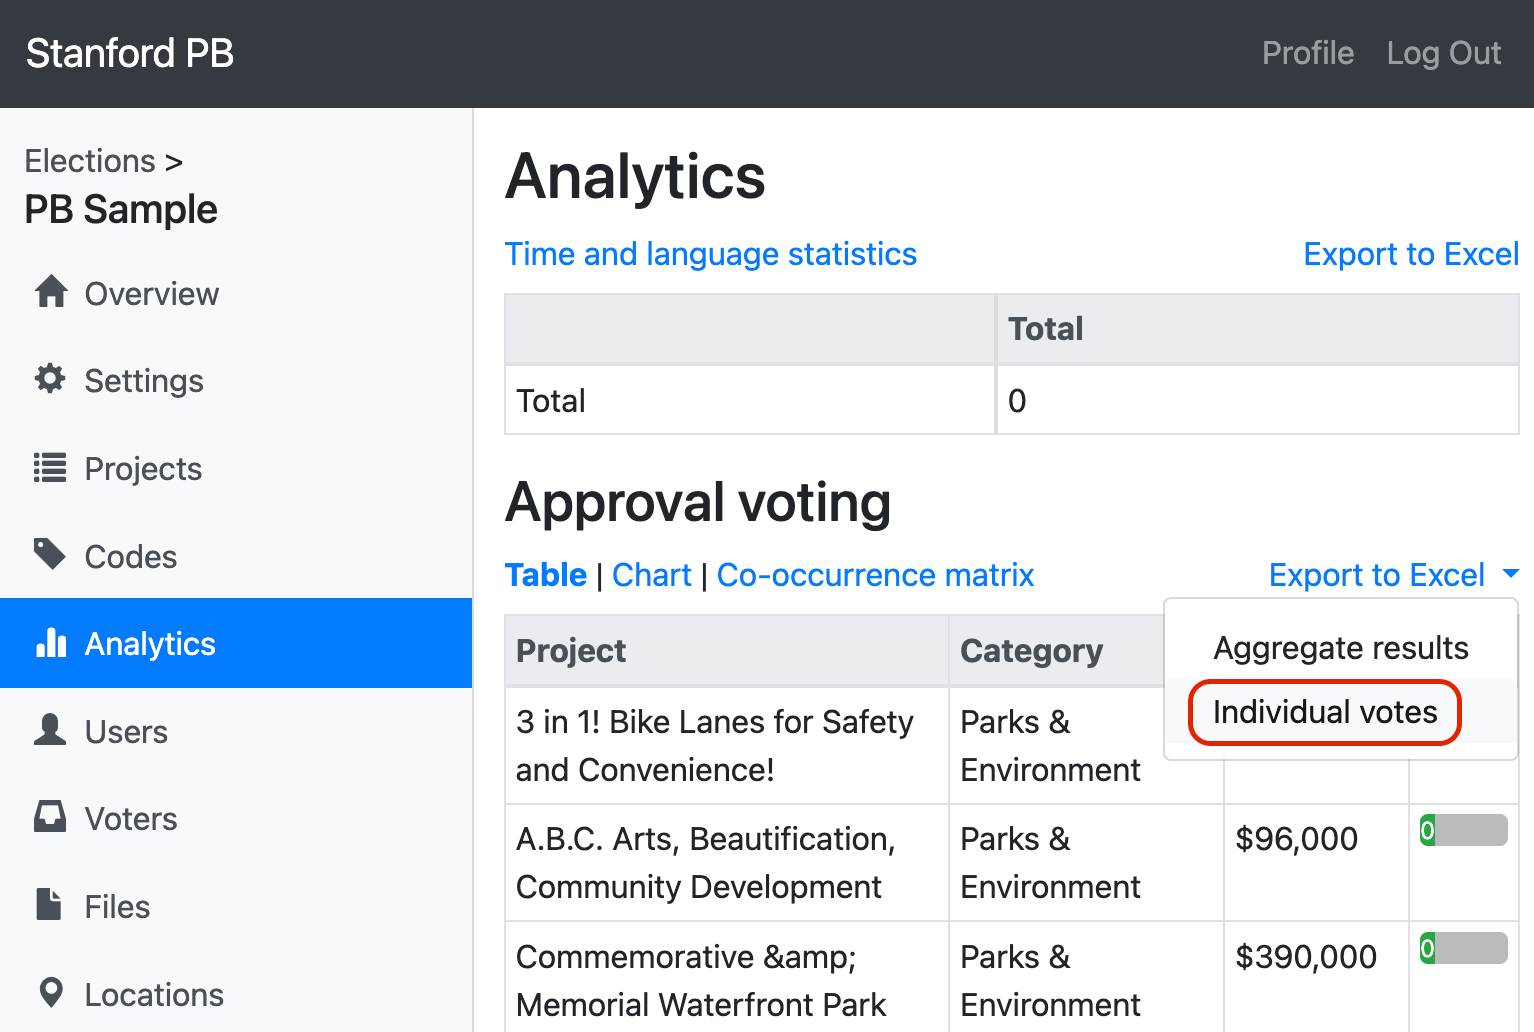 Stanford PB
Profile
Log Out
Elections >
PB Sample
Overview
Settings
Projects
Codes
Analytics
Users
Voters
Files
Locations
Analytics
Time and language statistics
Export to Excel
Total
Total
0
Approval voting
Table | Chart | Co-occurrence matrix
Export to Excel
Aggregate results
Individual votes
Project
Category
3 in 1! Bike Lanes for Safety
and Convenience!
Parks &
Environment
A.B.C. Arts, Beautification,
Community Development
Parks &
Environment
$96,000
0
Commemorative &amp;
Memorial Waterfront Park
Parks &
Environment
$390,000
0